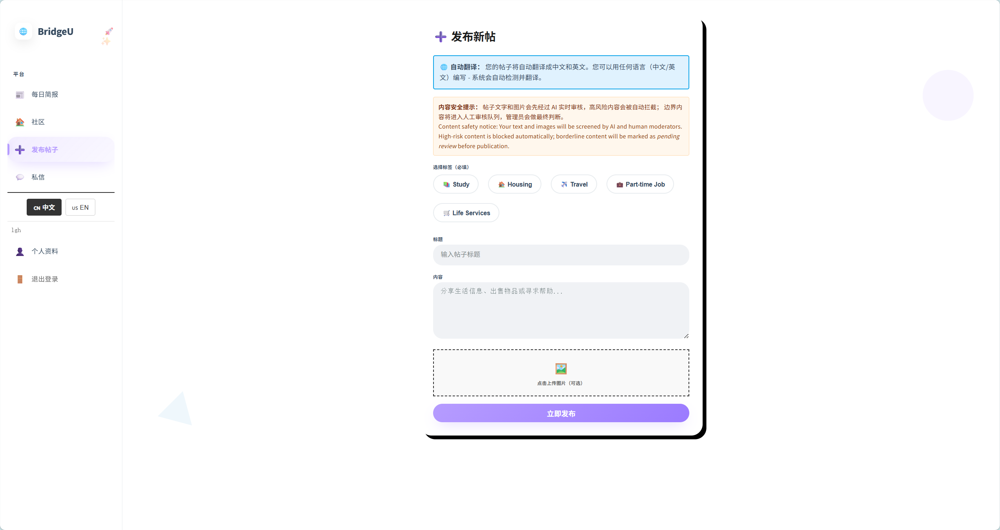 BridgeU
平台
每日简报
社区
发布帖子
私信
CN 中文
us EN
lgh
个人资料
退出登录
发布新帖
自动翻译： 您的帖子将自动翻译成中文和英文。您可以用任何语言（中文/英
文）编写 - 系统会自动检测并翻译。
内容安全提示： 帖子文字和图片会先经过 AI 实时审核，高风险内容会被自动拦截； 边界内
容将进入人工审核队列，管理员会做最终判断。
Content safety notice: Your text and images will be screened by AI and human moderators.
High-risk content is blocked automatically; borderline content will be marked as pending
review before publication.
选择标签（必填）
Study
Housing
Travel
Part-time Job
Life Services
标题
输入帖子标题
内容
分享生活信息、出售物品或寻求帮助...
点击上传图片（可选）
立即发布